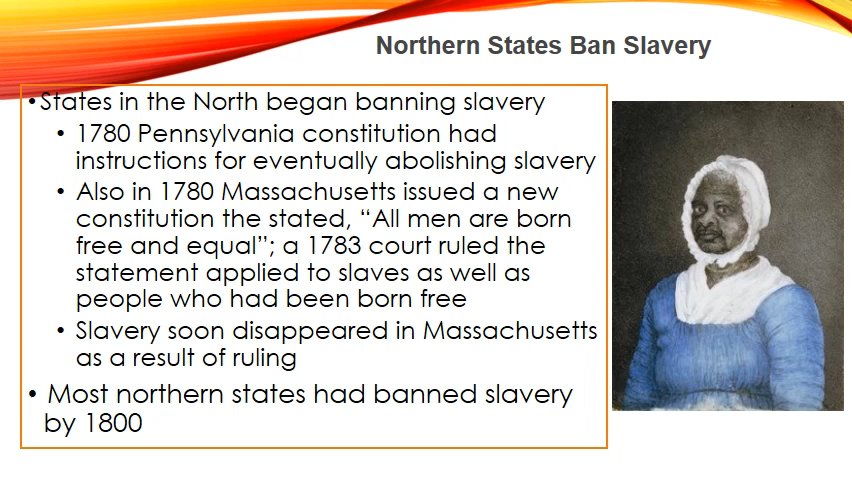 Northern States Ban Slavery
•States in the North began banning slavery
• 1780 Pennsylvania constitution had
instructions for eventually abolishing slavery
• Also in 1780 Massachusetts issued a new
constitution the stated, “All men are born
free and equal”; a 1783 court ruled the
statement applied to slaves as well as
people who had been born free
• Slavery soon disappeared in Massachusetts
as a result of ruling
• Most northern states had banned slavery
by 1800